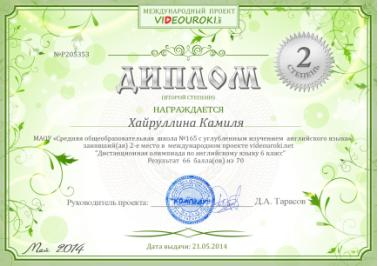 МЕЖДУНАРОДНЫЙ ПРОЕКТ
VIDEOUROKI
№P205353
2
СТЕПЕНЬ
ДИПЛОМ
(ВТОРОЙ СТЕПЕНИ)
НАГРАЖДАЕТСЯ
Хайруллина Камиля
МАОУ «Средняя общеобразовательная школа №165 с углубленным изучением английского языка»
занявший(ая) 2-е место в международном проекте videouroki.net
"Дистанционная олимпиада по английскому языку 6 класс"
Результат 66 балла(ов) из 70
Руководитель проекта:
Д.А. Тарасов
Дата выдачи: 21.05.2014
Май 2014